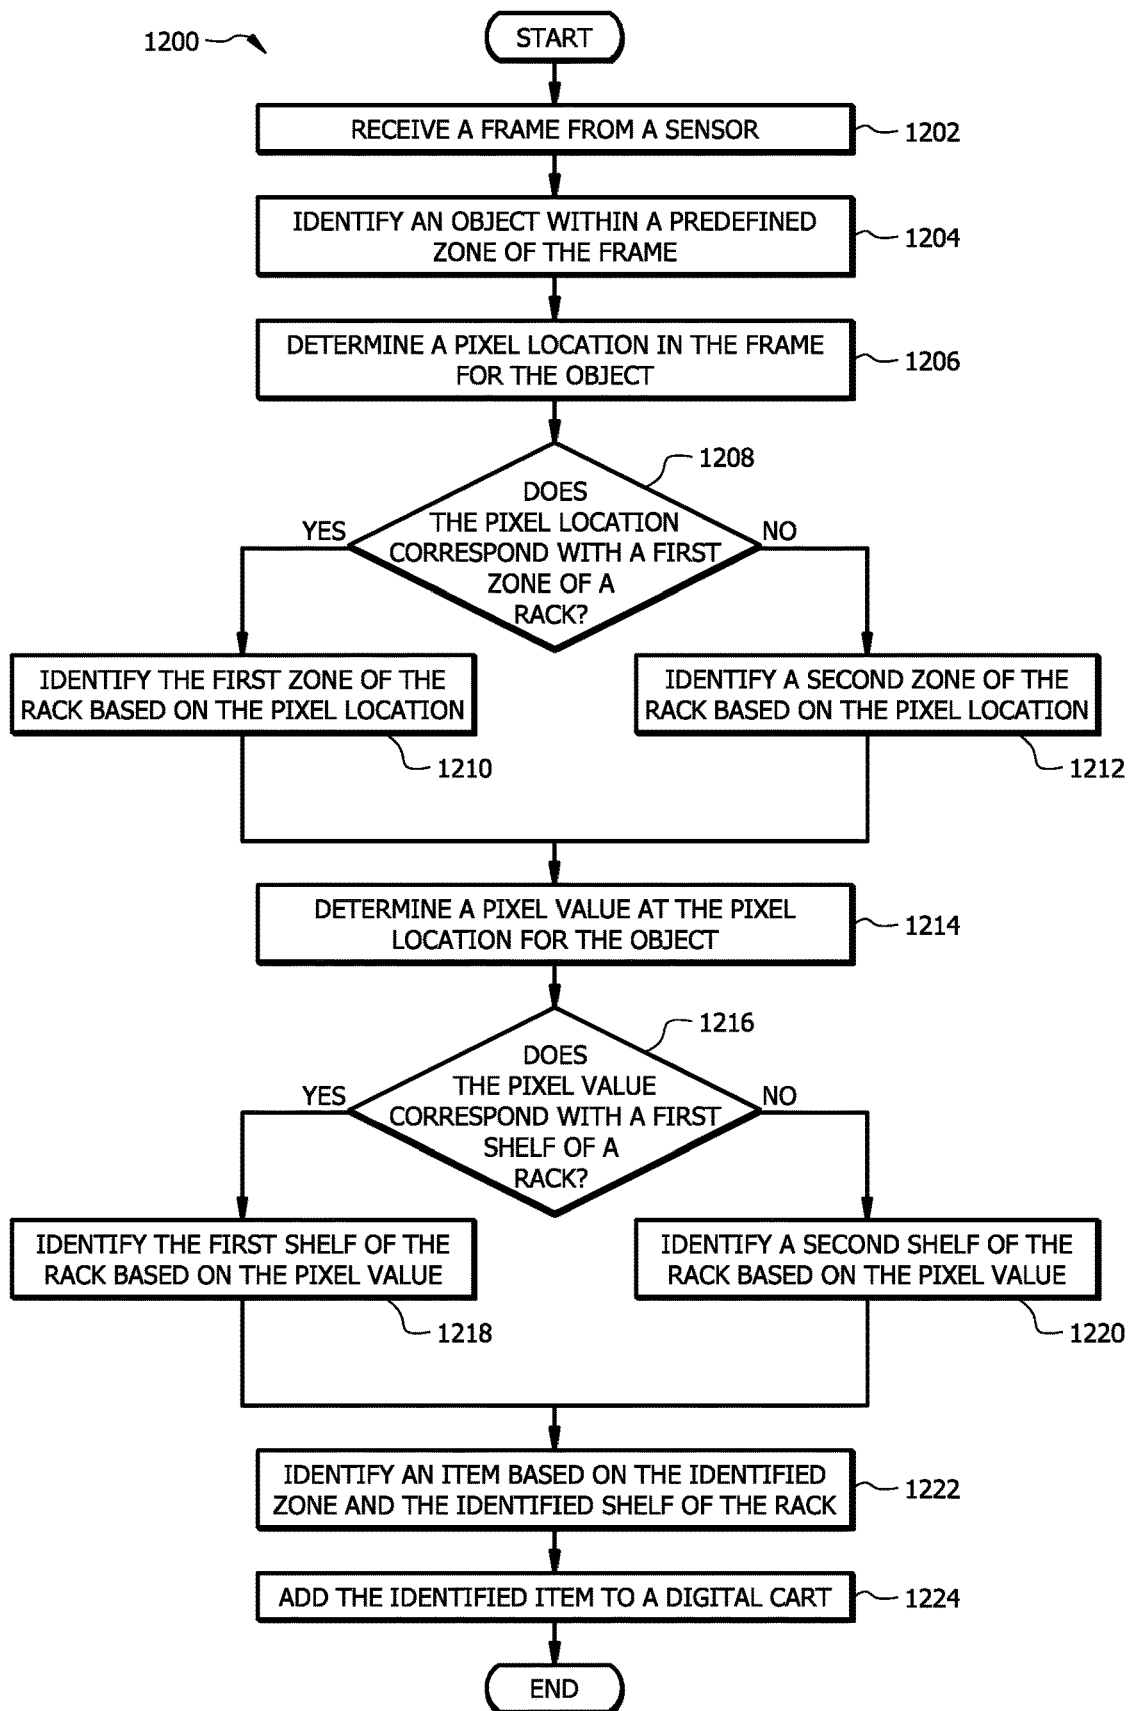 1200
START
RECEIVE A FRAME FROM A SENSOR
1202
IDENTIFY AN OBJECT WITHIN A PREDEFINED
ZONE OF THE FRAME
1204
DETERMINE A PIXEL LOCATION IN THE FRAME
FOR THE OBJECT
1206
1208
DOES
THE PIXEL LOCATION
CORRESPOND WITH A FIRST
ZONE OF A
RACK?
YES
NO
IDENTIFY THE FIRST ZONE OF THE
RACK BASED ON THE PIXEL LOCATION
1210
IDENTIFY A SECOND ZONE OF THE
RACK BASED ON THE PIXEL LOCATION
1212
DETERMINE A PIXEL VALUE AT THE PIXEL
LOCATION FOR THE OBJECT
1214
1216
DOES
THE PIXEL VALUE
CORRESPOND WITH A FIRST
SHELF OF A
RACK?
YES
NO
IDENTIFY THE FIRST SHELF OF THE
RACK BASED ON THE PIXEL VALUE
1218
IDENTIFY A SECOND SHELF OF THE
RACK BASED ON THE PIXEL VALUE
1220
IDENTIFY AN ITEM BASED ON THE IDENTIFIED
ZONE AND THE IDENTIFIED SHELF OF THE RACK
1222
ADD THE IDENTIFIED ITEM TO A DIGITAL CART
1224
END